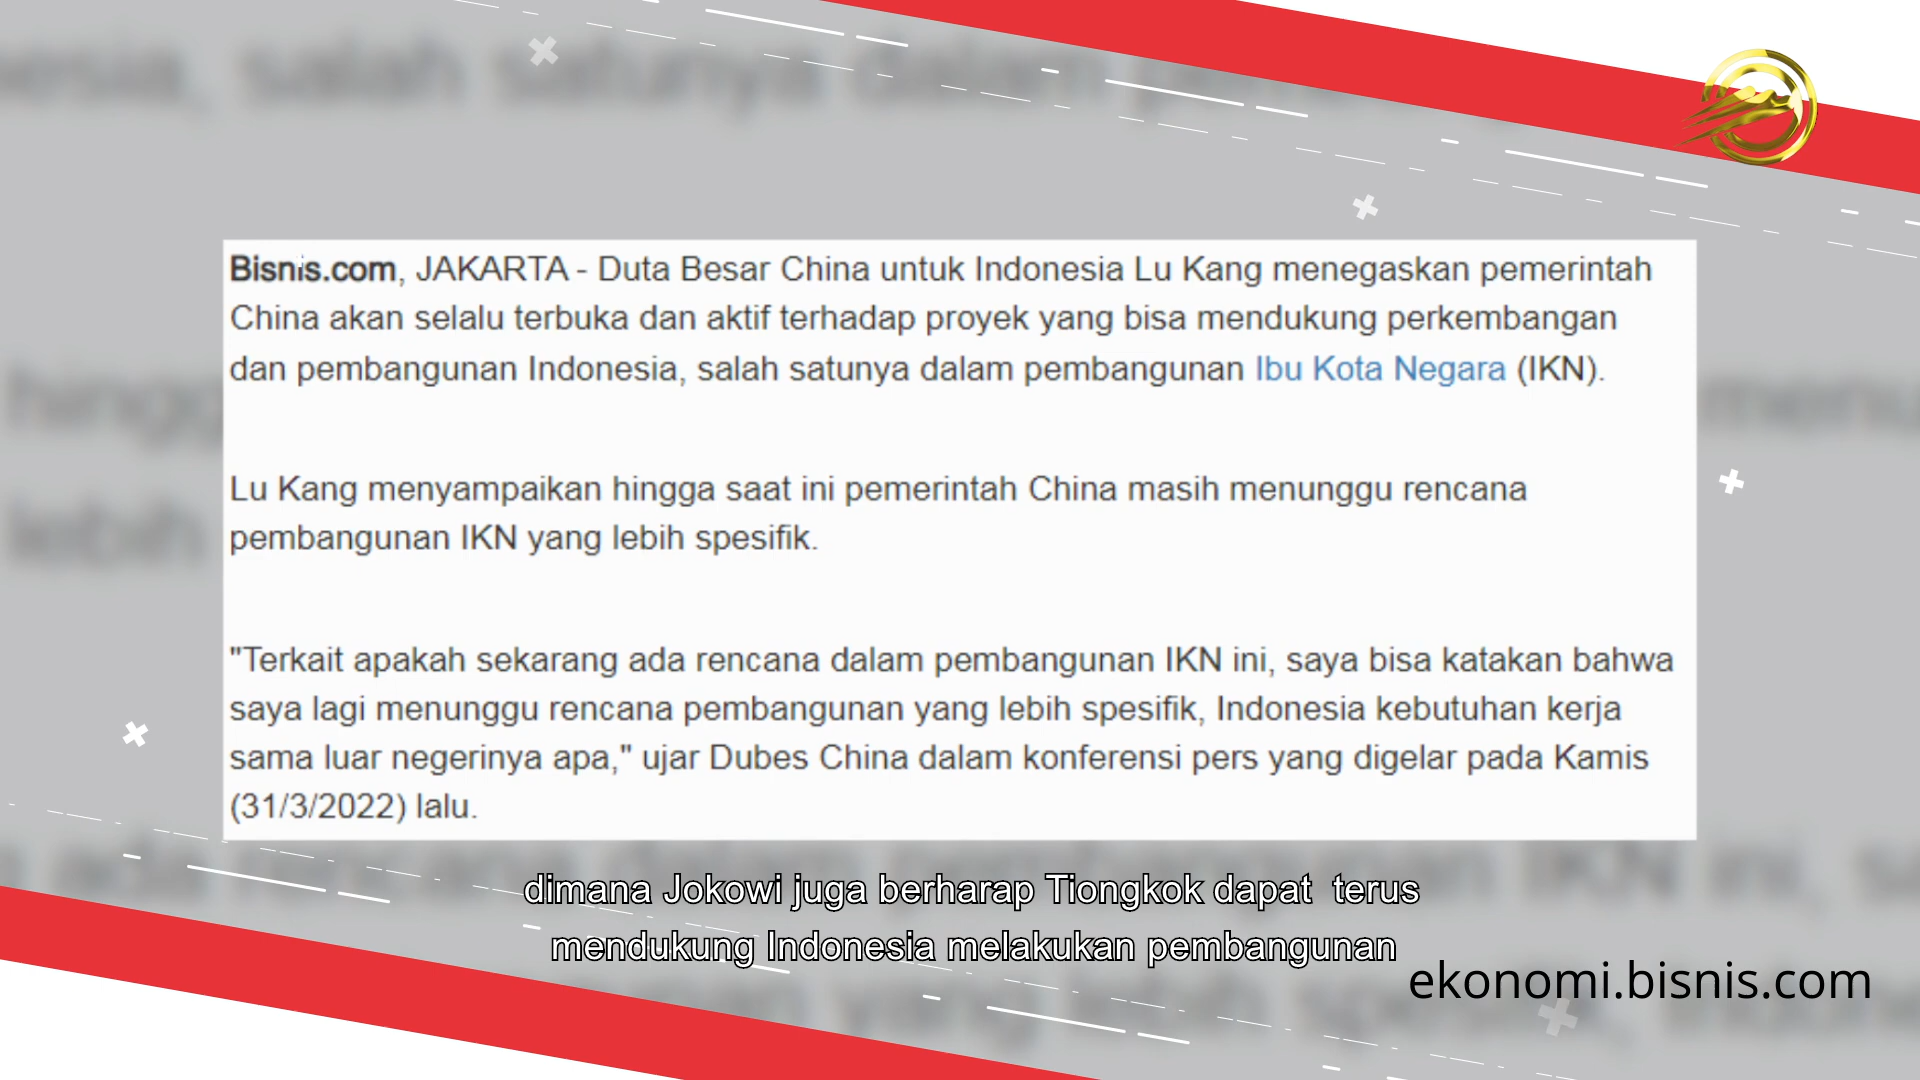 Bisnis.com, JAKARTA - Duta Besar China untuk Indonesia Lu Kang menegaskan pemerintah
China akan selalu terbuka dan aktif terhadap proyek yang bisa mendukung perkembangan
dan pembangunan Indonesia, salah satunya dalam pembangunan Ibu Kota Negara (IKN).
Lu Kang menyampaikan hingga saat ini pemerintah China masih menunggu rencana
pembangunan IKN yang lebih spesifik.
"Terkait apakah sekarang ada rencana dalam pembangunan IKN ini, saya bisa katakan bahwa
saya lagi menunggu rencana pembangunan yang lebih spesifik, Indonesia kebutuhan kerja
sama luar negerinya apa," ujar Dubes China dalam konferensi pers yang digelar pada Kamis
(31/3/2022) lalu.
dimana Jokowi juga berharap Tiongkok dapat  terus
mendukung Indonesia melakukan pembangunan
ekonomi.bisnis.com